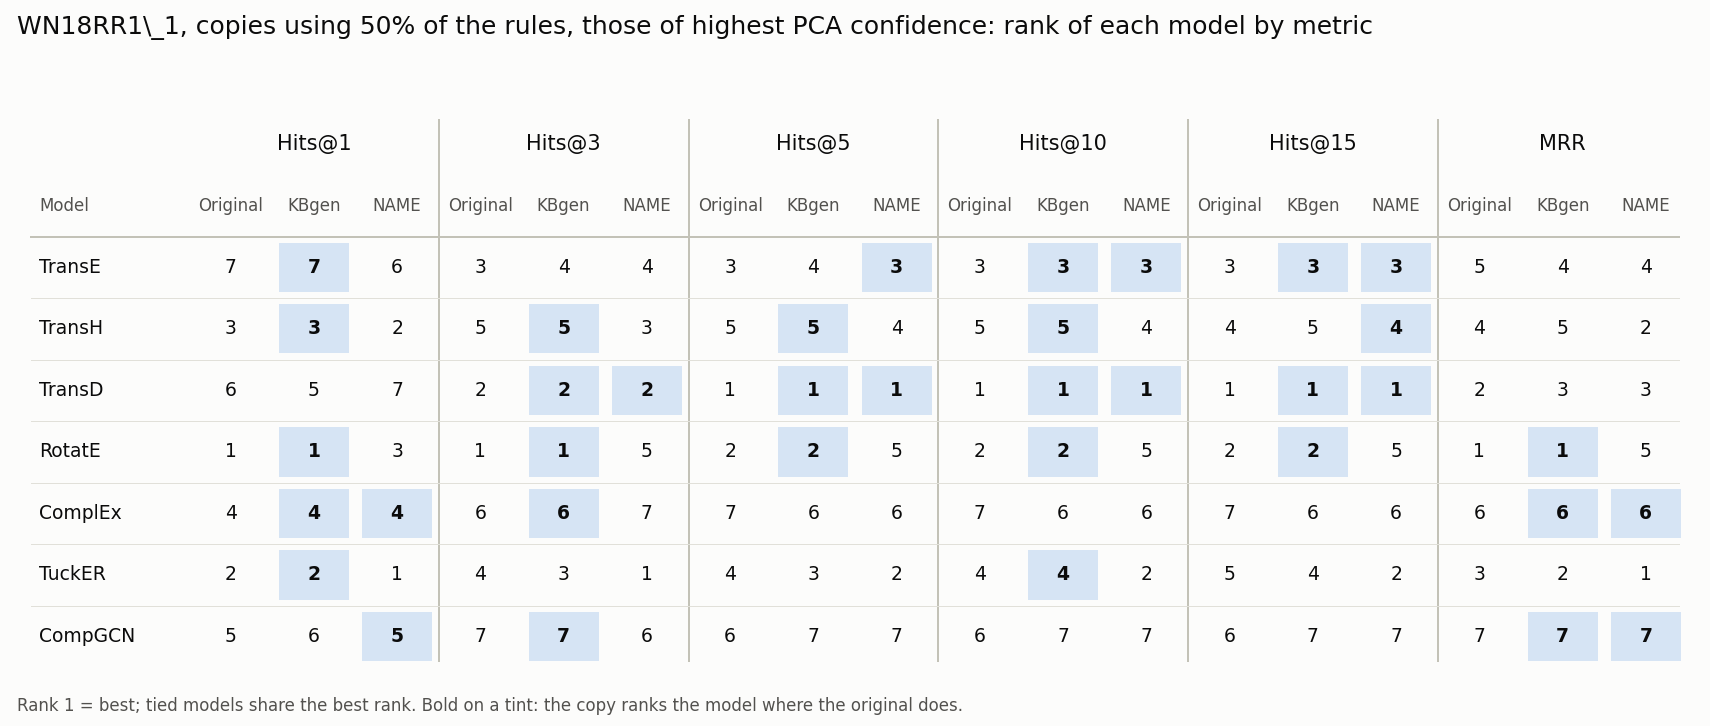 WN18RR1\_1, copies using 50% of the rules, those of highest PCA confidence: rank of each model by metric
Hits@1 Hits@3 Hits@5 Hits@10 Hits@15 MRR
Model Original KBgen NAME Original KBgen NAME Original KBgen NAME Original KBgen NAME Original KBgen NAME Original KBgen NAME
TransE 7 7 6 3 4 4 3 4 3 3 3 3 3 3 3 5 4 4
TransH 3 3 2 5 5 3 5 5 4 5 5 4 4 5 4 4 5 2
TransD 6 5 7 2 2 2 1 1 1 1 1 1 1 1 1 2 3 3
RotatE 1 1 3 1 1 5 2 2 5 2 2 5 2 2 5 1 1 5
ComplEx 4 4 4 6 6 7 7 6 6 7 6 6 7 6 6 6 6 6
TuckER 2 2 1 4 3 1 4 3 2 4 4 2 5 4 2 3 2 1
CompGCN 5 6 5 7 7 6 6 7 7 6 7 7 6 7 7 7 7 7
Rank 1 = best; tied models share the best rank. Bold on a tint: the copy ranks the model where the original does.